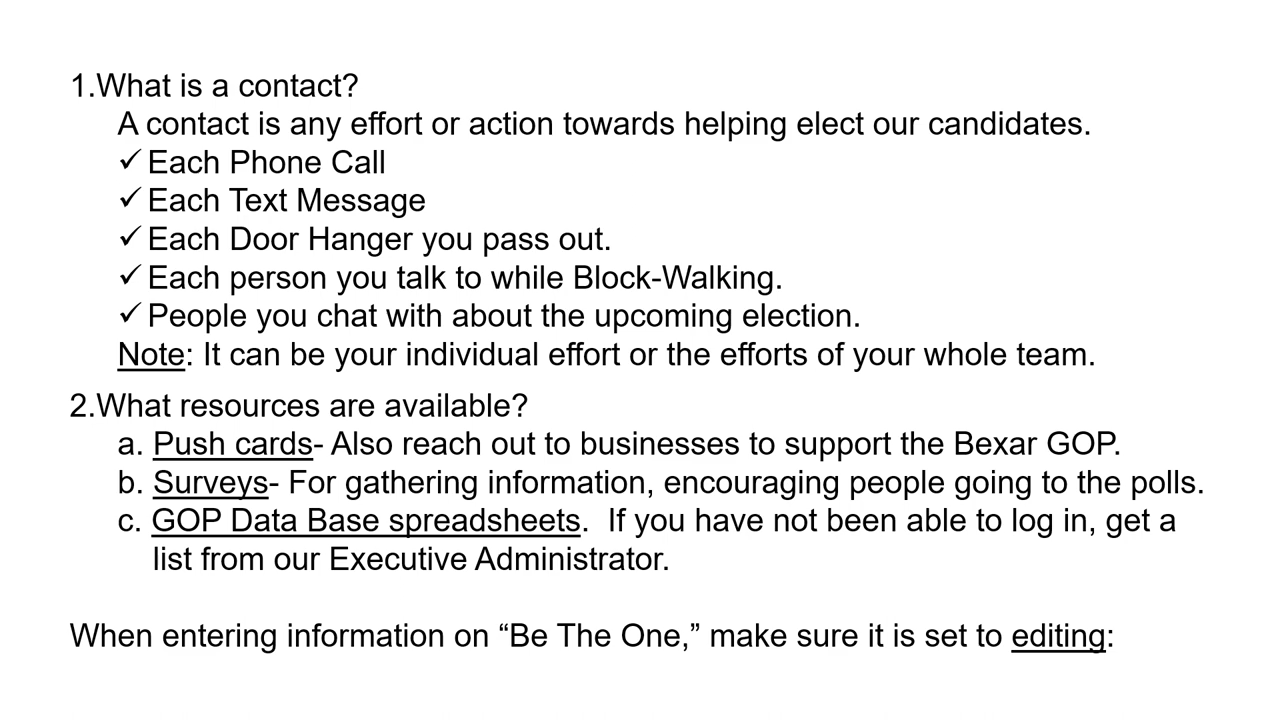 1.What is a contact?
A contact is any effort or action towards helping elect our candidates.
✓ Each Phone Call
✓ Each Text Message
✓ Each Door Hanger you pass out.
✓ Each person you talk to while Block-Walking.
✓ People you chat with about the upcoming election.
Note: It can be your individual effort or the efforts of your whole team.
2.What resources are available?
a. Push cards- Also reach out to businesses to support the Bexar GOP.
b. Surveys- For gathering information, encouraging people going to the polls.
c. GOP Data Base spreadsheets.  If you have not been able to log in, get a
list from our Executive Administrator.
When entering information on “Be The One,” make sure it is set to editing: